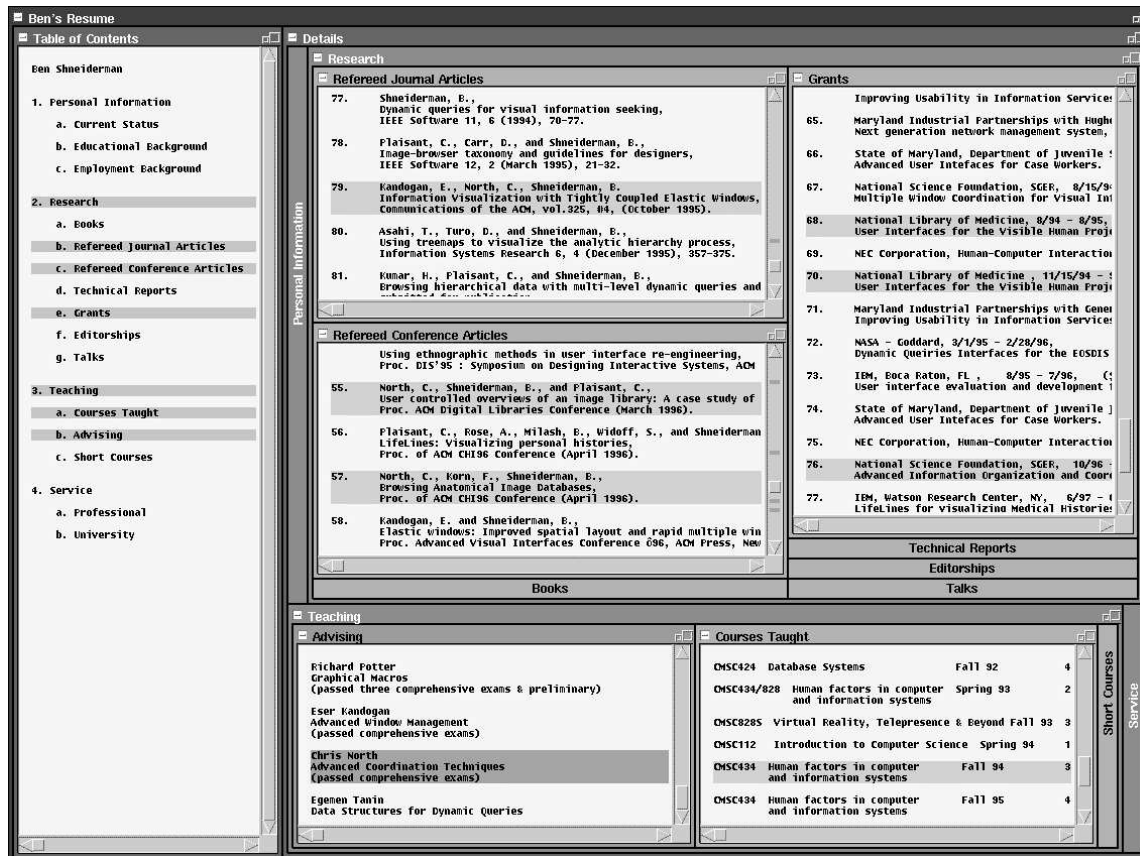 Ben's Resume
Table of Contents
Ben Shneiderman
1. Personal Information
a. Current Status
b. Educational Background
c. Employment Background
2. Research
a. Books
b. Refereed Journal Articles
c. Refereed Conference Articles
d. Technical Reports
e. Grants
f. Editorships
g. Talks
3. Teaching
a. Courses Taught
b. Advising
c. Short Courses
4. Service
a. Professional
b. University
Details
Personal Information
Research
Refereed Journal Articles
77. Shneiderman, B.,
Dynamic queries for visual information seeking,
IEEE Software 11, 6 (1994), 70-77.
78. Plaisant, C., Carr, D., and Shneiderman, B.,
Image-browser taxonomy and guidelines for designers,
IEEE Software 12, 2 (March 1995), 21-32.
79. Kandogan, E., North, C., Shneiderman, B.
Information Visualization with Tightly Coupled Elastic Windows,
Communications of the ACM, vol.325, #4, (October 1995).
80. Asahi, T., Turo, D., and Shneiderman, B.,
Using treemaps to visualize the analytic hierarchy process,
Information Systems Research 6, 4 (December 1995), 357-375.
81. Kumar, H., Plaisant, C., and Shneiderman, B.,
Browsing hierarchical data with multi-level dynamic queries and
Refereed Conference Articles
Using ethnographic methods in user interface re-engineering,
Proc. DIS'95 : Symposium on Designing Interactive Systems, ACM
55. North, C., Shneiderman, B., and Plaisant, C.,
User controlled overviews of an image library: A case study of
Proc. ACM Digital Libraries Conference (March 1996).
56. Plaisant, C., Rose, A., Milash, B., Widoff, S., and Shneiderman
LifeLines: Visualizing personal histories,
Proc. of ACM CHI96 Conference (April 1996).
57. North, C., Korn, F., Shneiderman, B.,
Browsing Anatomical Image Databases,
Proc. of ACM CHI96 Conference (April 1996).
58. Kandogan, E. and Shneiderman, B.,
Elastic windows: Improved spatial layout and rapid multiple win
Proc. Advanced Visual Interfaces Conference ô96, ACM Press, New
Books
Grants
Improving Usability in Information Services
65. Maryland Industrial Partnerships with Hugh
Next generation network management system,
66. State of Maryland, Department of Juvenile
Advanced User Intefaces for Case Workers.
67. National Science Foundation, SGER, 8/15/9
Multiple Window Coordination for Visual In
68. National Library of Medicine, 8/94 - 8/95,
User Interfaces for the Visible Human Proj
69. NEC Corporation, Human-Computer Interaction
70. National Library of Medicine , 11/15/94 -
User Interfaces for the Visible Human Proj
71. Maryland Industrial Partnerships with Gene
Improving Usability in Information Services
72. NASA - Goddard, 3/1/95 - 2/28/96,
Dynamic Queiries Interfaces for the EOSDIS
73. IBM, Boca Raton, FL , 8/95 - 7/96,
User interface evaluation and development
74. State of Maryland, Department of Juvenile
Advanced User Intefaces for Case Workers.
75. NEC Corporation, Human-Computer Interaction
76. National Science Foundation, SGER, 10/96 -
Advanced Information Organization and Coor
77. IBM, Watson Research Center, NY, 6/97 -
LifeLines for visualizing Medical Histories
Technical Reports
Editorships
Talks
Teaching
Advising
Richard Potter
Graphical Macros
(passed three comprehensive exams & preliminary)
Eser Kandogan
Advanced Window Management
(passed comprehensive exams)
Chris North
Advanced Coordination Techniques
(passed comprehensive exams)
Egemen Tanin
Data Structures for Dynamic Queries
Courses Taught
CMSC424 Database Systems Fall 92 4
CMSC434/828 Human factors in computer Spring 93 2
and information systems
CMSC828S Virtual Reality, Telepresence & Beyond Fall 93 3
CMSC112 Introduction to Computer Science Spring 94 1
CMSC434 Human factors in computer Fall 94 3
and information systems
CMSC434 Human factors in computer Fall 95 4
and information systems
Short Courses
Service